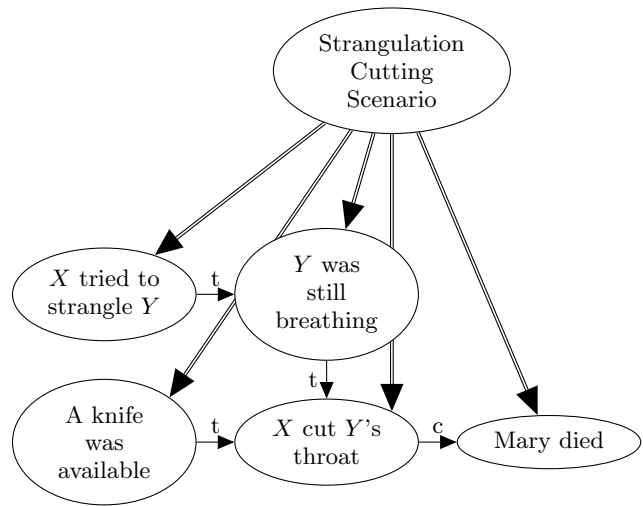 Strangulation
Cutting
Scenario
X tried to
strangle Y
t
Y was
still
breathing
t
A knife
was
available
t
X cut Y's
throat
c
Mary died